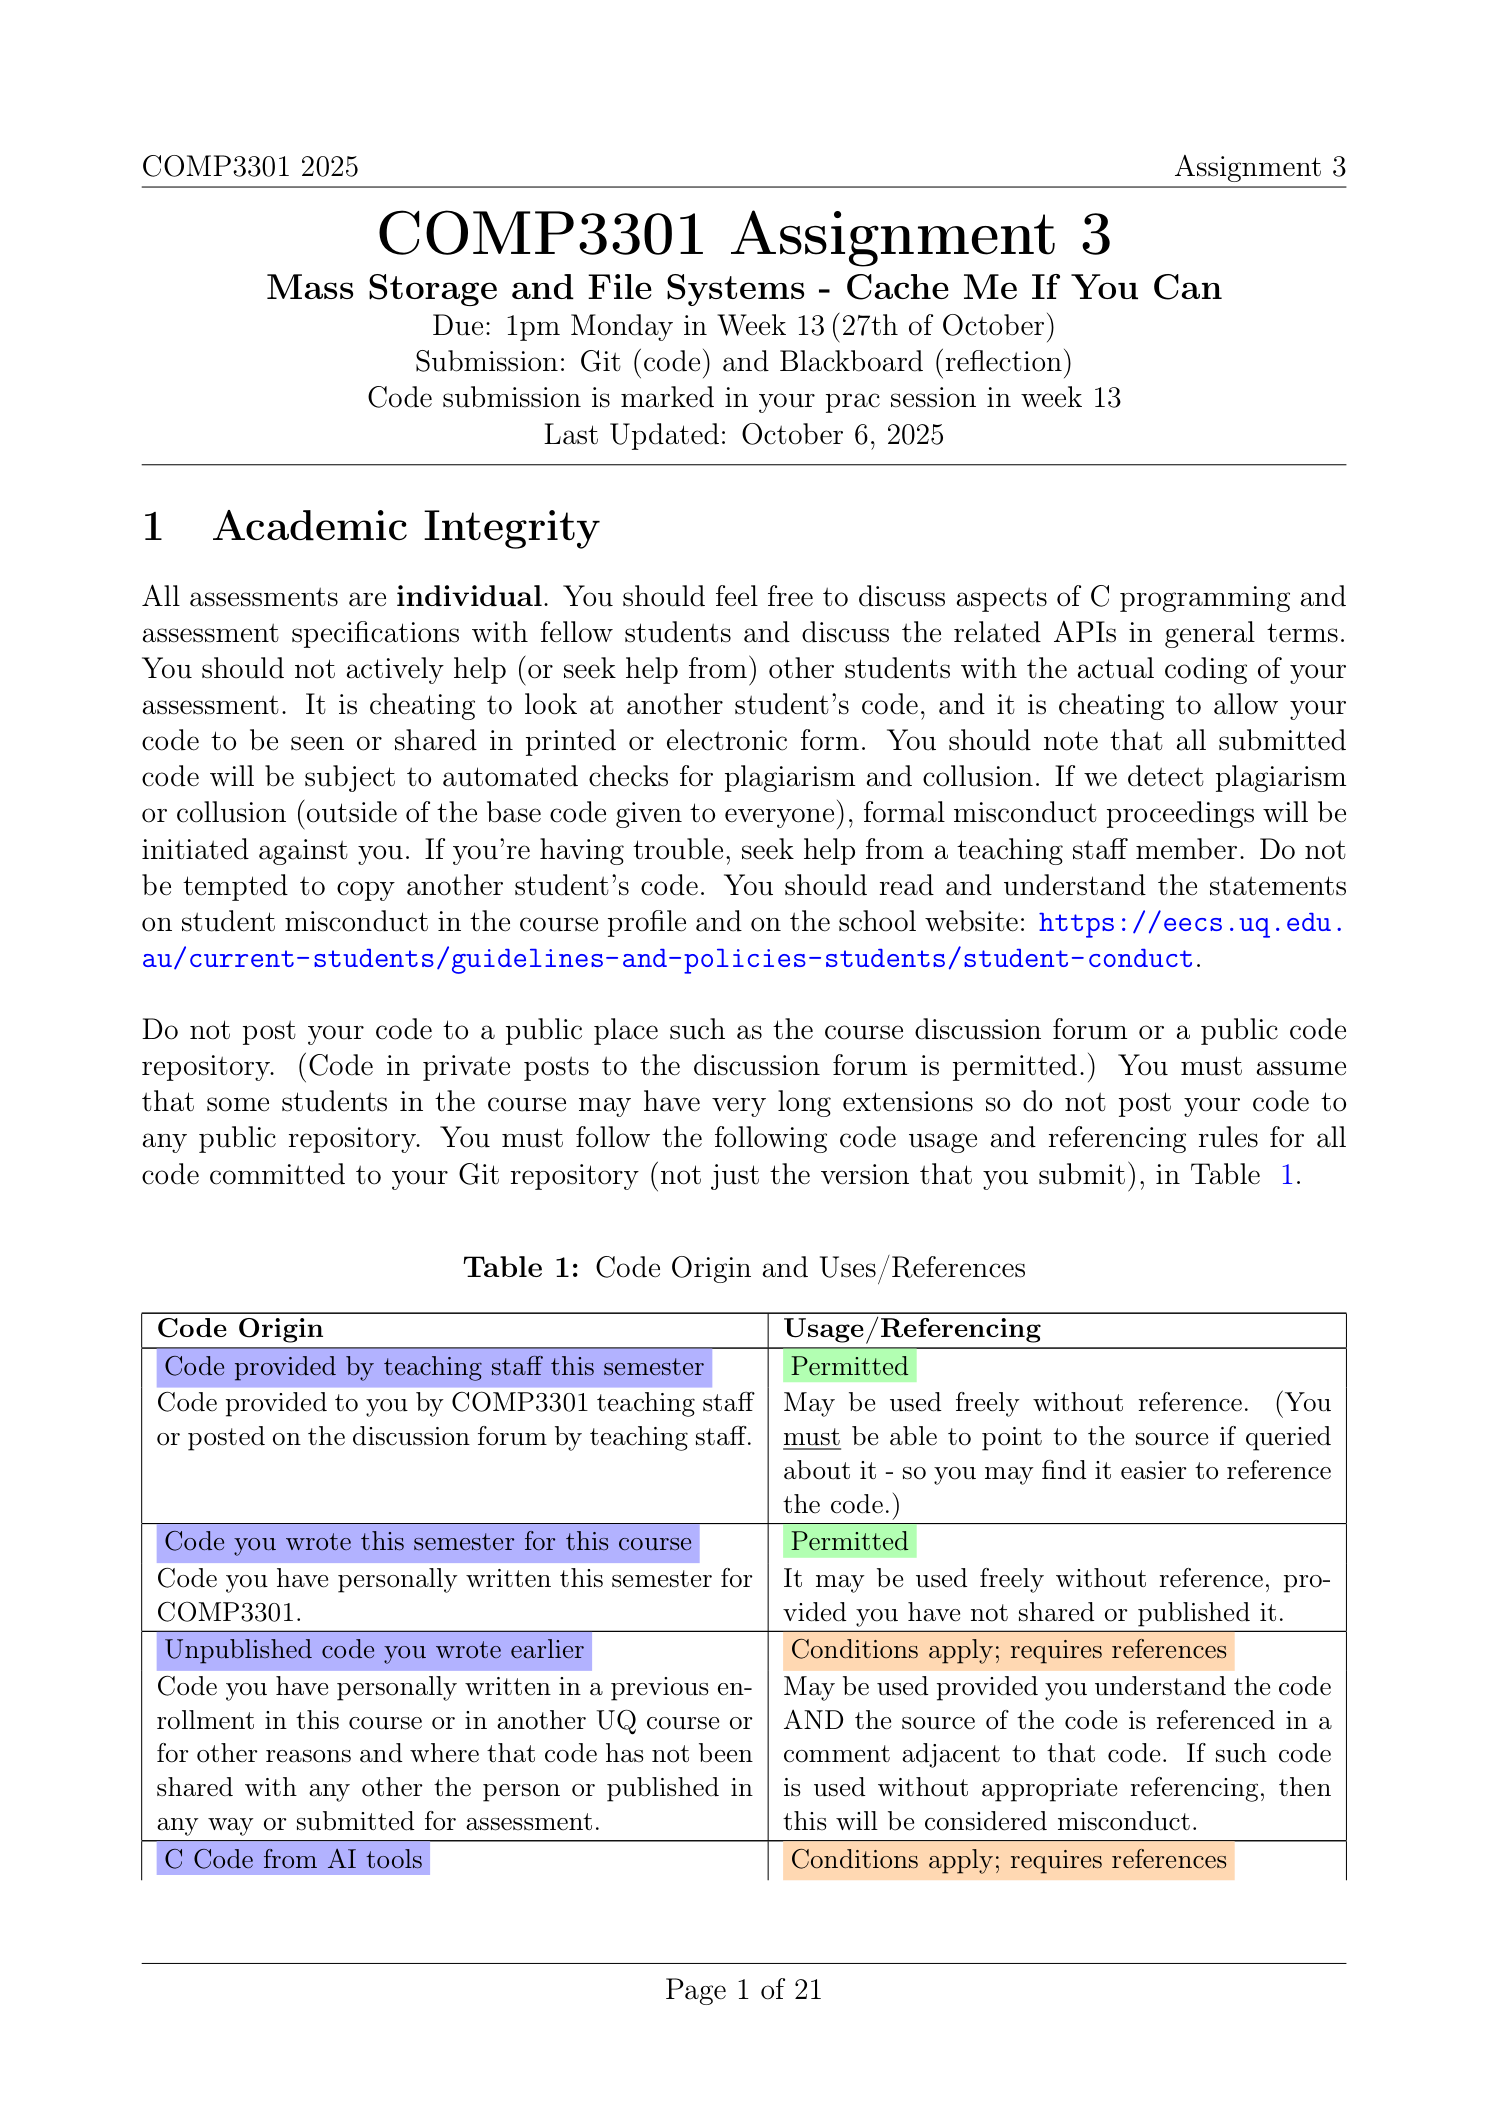 COMP3301 2025 Assignment 3
COMP3301 Assignment 3
Mass Storage and File Systems - Cache Me If You Can
Due: 1pm Monday in Week 13 (27th of October)
Submission: Git (code) and Blackboard (reflection)
Code submission is marked in your prac session in week 13
Last Updated: October 6, 2025
1 Academic Integrity
All assessments are individual. You should feel free to discuss aspects of C programming and
assessment specifications with fellow students and discuss the related APIs in general terms.
You should not actively help (or seek help from) other students with the actual coding of your
assessment. It is cheating to look at another student's code, and it is cheating to allow your
code to be seen or shared in printed or electronic form. You should note that all submitted
code will be subject to automated checks for plagiarism and collusion. If we detect plagiarism
or collusion (outside of the base code given to everyone), formal misconduct proceedings will be
initiated against you. If you're having trouble, seek help from a teaching staff member. Do not
be tempted to copy another student's code. You should read and understand the statements
on student misconduct in the course profile and on the school website: https://eecs.uq.edu.
au/current-students/guidelines-and-policies-students/student-conduct.
Do not post your code to a public place such as the course discussion forum or a public code
repository. (Code in private posts to the discussion forum is permitted.) You must assume
that some students in the course may have very long extensions so do not post your code to
any public repository. You must follow the following code usage and referencing rules for all
code committed to your Git repository (not just the version that you submit), in Table 1.
Table 1: Code Origin and Uses/References
Code Origin
Usage/Referencing
Code provided by teaching staff this semester
Code provided to you by COMP3301 teaching staff
or posted on the discussion forum by teaching staff.
Permitted
May be used freely without reference. (You
must be able to point to the source if queried
about it - so you may find it easier to reference
the code.)
Code you wrote this semester for this course
Code you have personally written this semester for
COMP3301.
Permitted
It may be used freely without reference, pro-
vided you have not shared or published it.
Unpublished code you wrote earlier
Code you have personally written in a previous en-
rollment in this course or in another UQ course or
for other reasons and where that code has not been
shared with any other the person or published in
any way or submitted for assessment.
Conditions apply; requires references
May be used provided you understand the code
AND the source of the code is referenced in a
comment adjacent to that code. If such code
is used without appropriate referencing, then
this will be considered misconduct.
C Code from AI tools
Conditions apply; requires references
Page 1 of 21